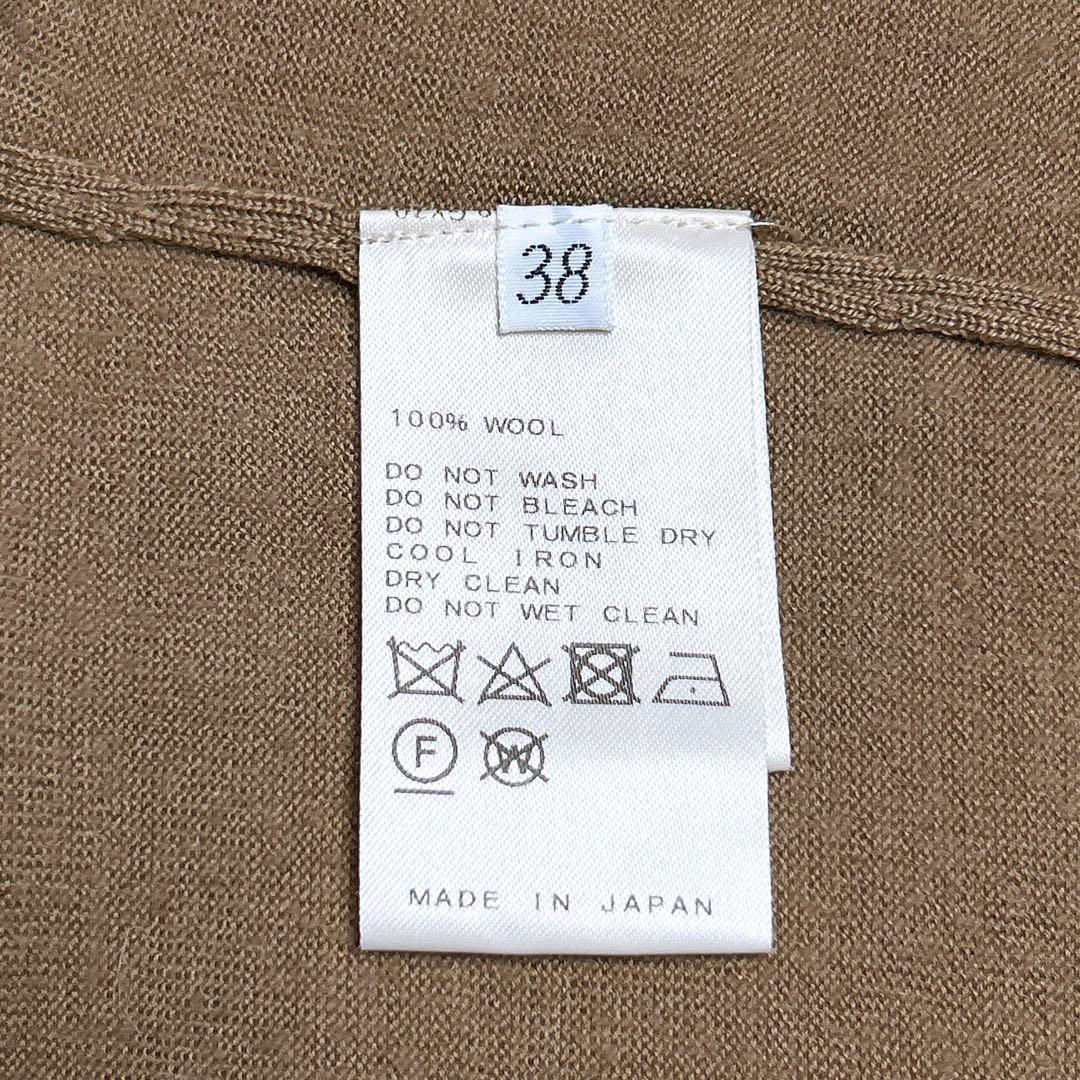 38
100% WOOL
DO NOT WASH
DO NOT BLEACH
DO NOT TUMBLE DRY
COOL IRON
DRY CLEAN
DO NOT WET CLEAN
F W
MADE IN JAPAN